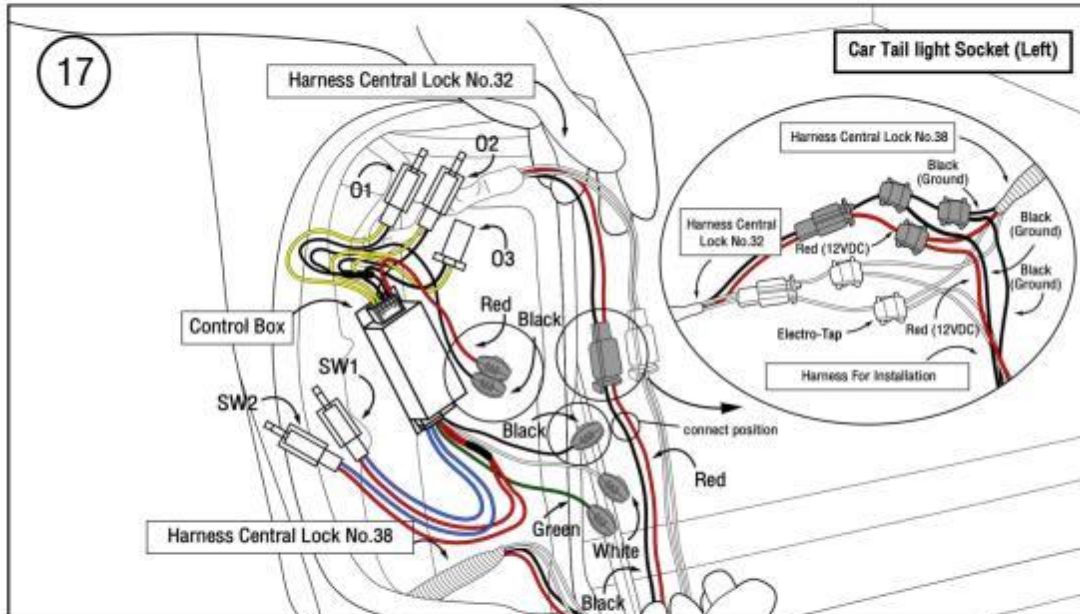 17
Car Tail light Socket (Left)
Harness Central Lock No.32
Harness Central Lock No.38
O2
O1
Black
(Ground)
Harness Central
Lock No.32
Red (12VDC)
Black
(Ground)
O3
Black
(Ground)
Red
Black
Control Box
Electro-Tap
Red (12VDC)
SW1
Harness For Installation
SW2
Black
connect position
Red
Green
Harness Central Lock No.38
White
Black